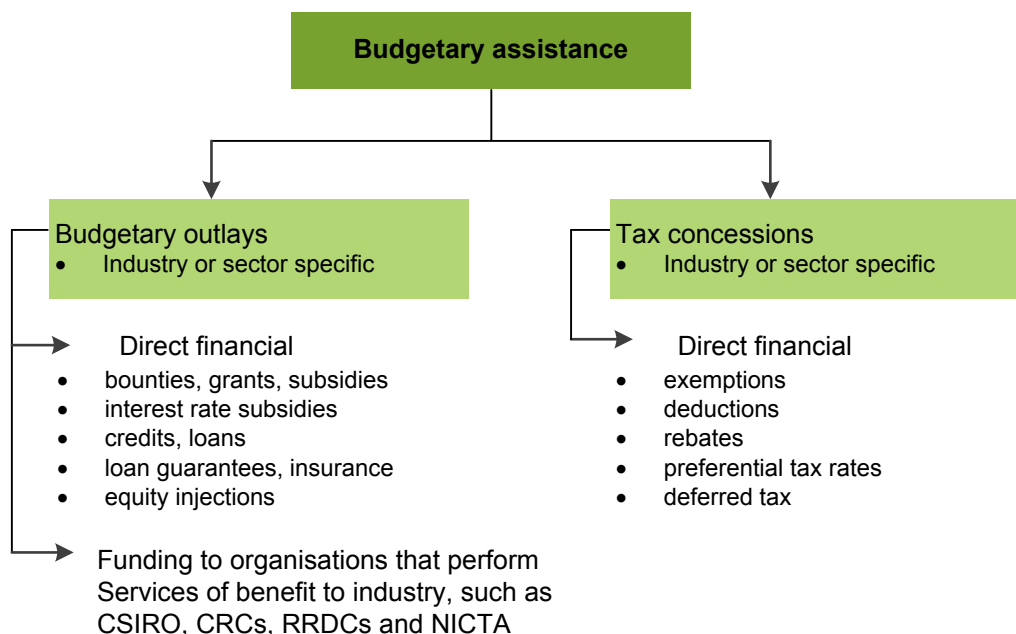 Budgetary assistance
Budgetary outlays
• Industry or sector specific
Tax concessions
• Industry or sector specific
Direct financial
• bounties, grants, subsidies
• interest rate subsidies
• credits, loans
• loan guarantees, insurance
• equity injections
Funding to organisations that perform
Services of benefit to industry, such as
CSIRO, CRCs, RRDCs and NICTA
Direct financial
• exemptions
• deductions
• rebates
• preferential tax rates
• deferred tax